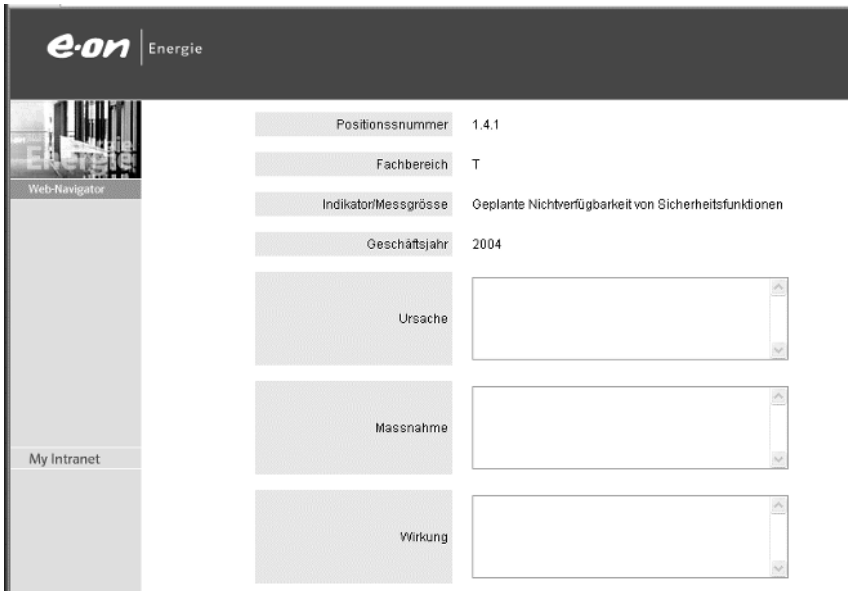 e·on Energie
Energie
Energie
Web-Navigator
My Intranet
Positionssnummer 1.4.1
Fachbereich T
Indikator/Messgrösse Geplante Nichtverfügbarkeit von Sicherheitsfunktionen
Geschäftsjahr 2004
Ursache
Massnahme
Wirkung